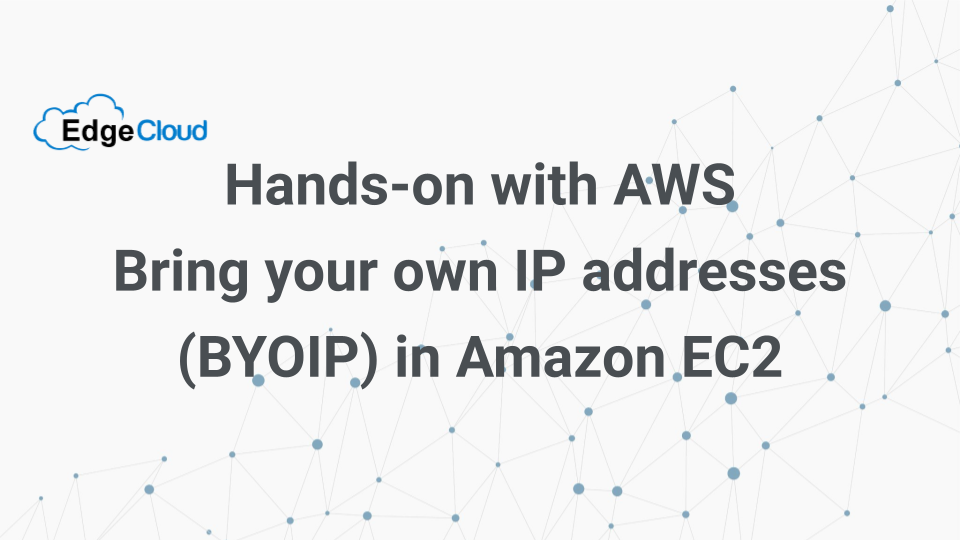 EdgeCloud
Hands-on with AWS
Bring your own IP addresses
(BYOIP) in Amazon EC2